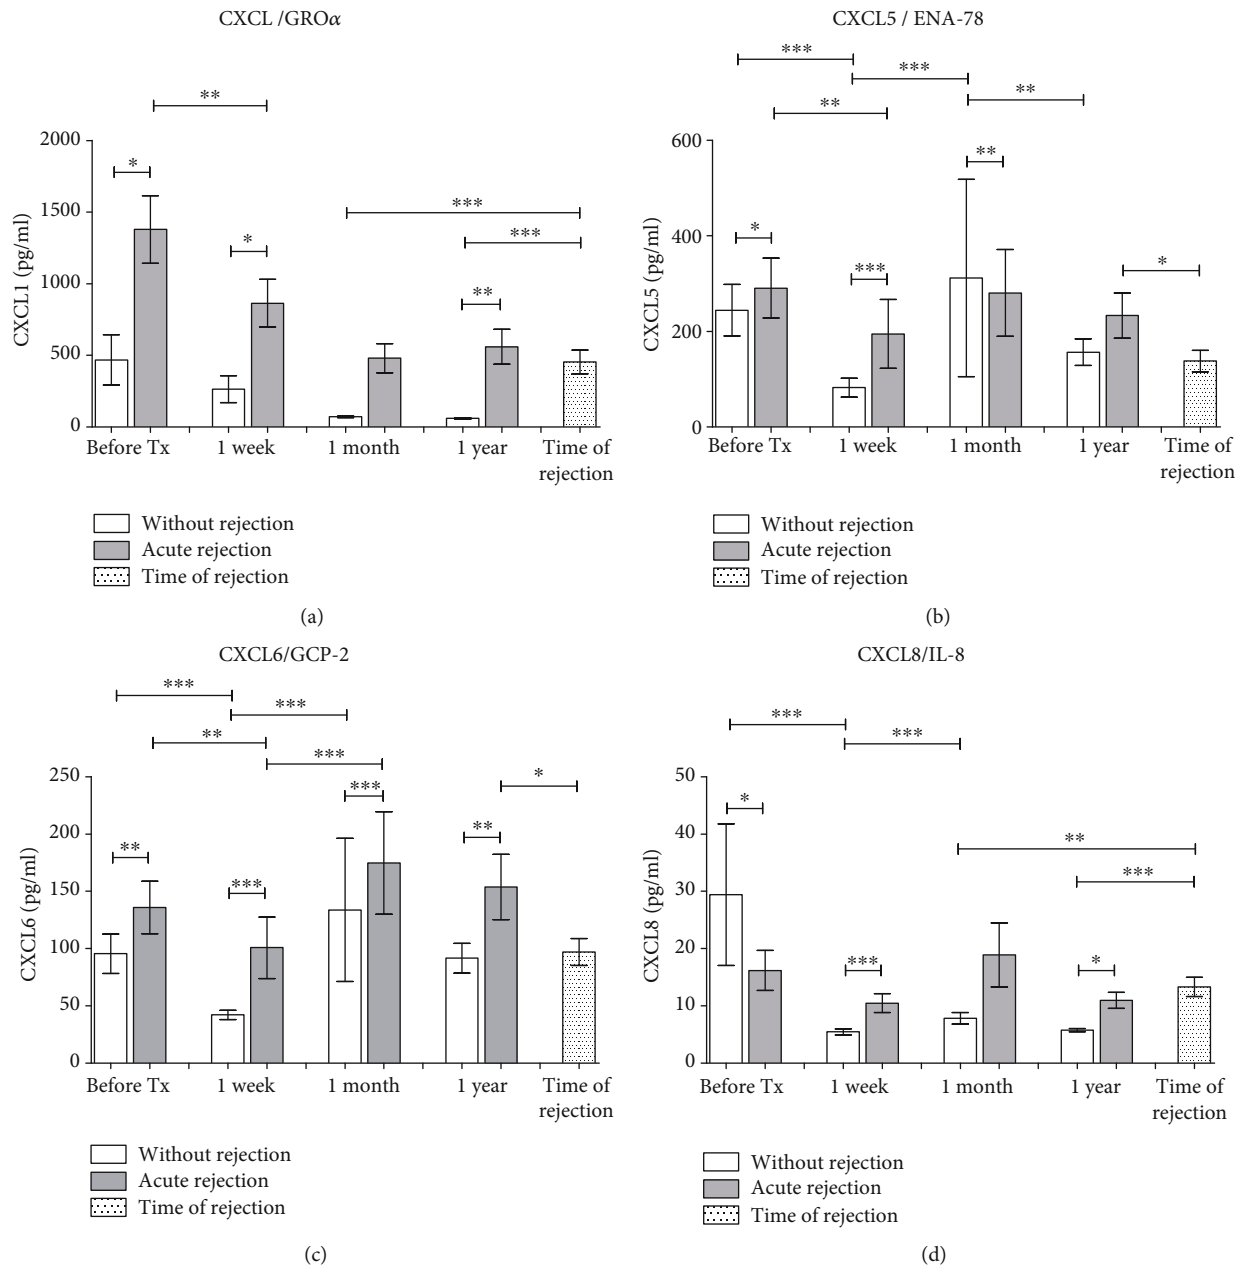 CXCL /GROα
**
2000
*
1500
***
***
*
1000
**
500
0
CXCL1 (pg/ml)
Before Tx 1 week 1 month 1 year Time of
rejection
Without rejection
Acute rejection
Time of rejection
(a)
CXCL5 / ENA-78
***
***
**
**
600
**
*
400
***
*
200
0
CXCL5 (pg/ml)
Before Tx 1 week 1 month 1 year Time of
rejection
Without rejection
Acute rejection
Time of rejection
(b)
CXCL6/GCP-2
***
***
**
***
*
250
***
200
**
**
150
***
100
50
0
CXCL6 (pg/ml)
Before Tx 1 week 1 month 1 year Time of
rejection
Without rejection
Acute rejection
Time of rejection
(c)
CXCL8/IL-8
***
***
50
*
40
**
***
30
20
***
*
10
0
CXCL8 (pg/ml)
Before Tx 1 week 1 month 1 year Time of
rejection
Without rejection
Acute rejection
Time of rejection
(d)